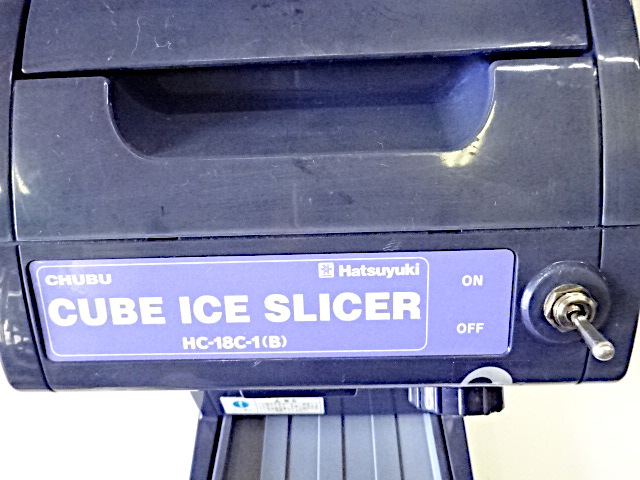 CHUBU
Hatsuyuki
CUBE ICE SLICER
HC-18C-1(B)
ON
OFF